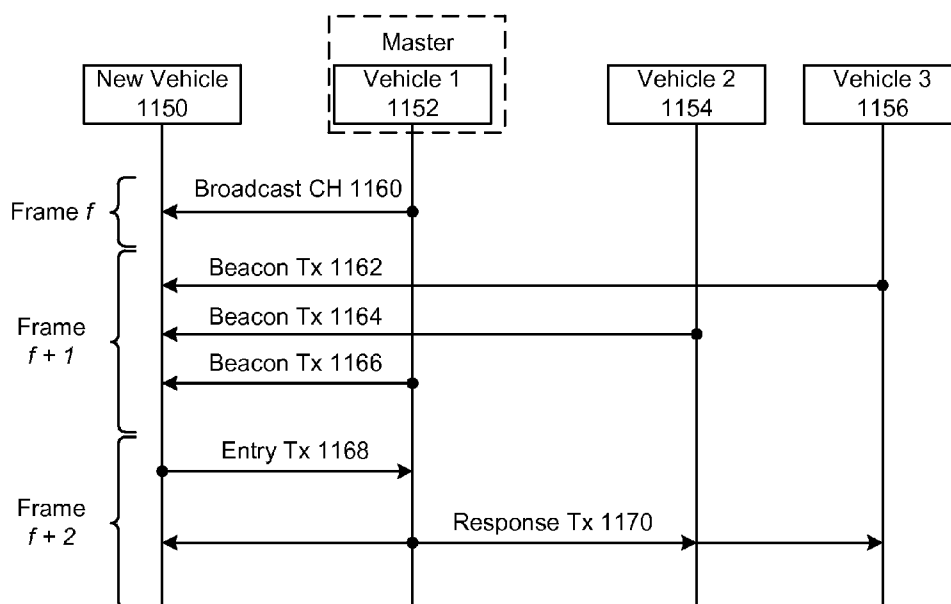 Master
New Vehicle
1150
Vehicle 1
1152
Vehicle 2
1154
Vehicle 3
1156
Frame f
Broadcast CH 1160
Frame
f + 1
Beacon Tx 1162
Beacon Tx 1164
Beacon Tx 1166
Frame
f + 2
Entry Tx 1168
Response Tx 1170